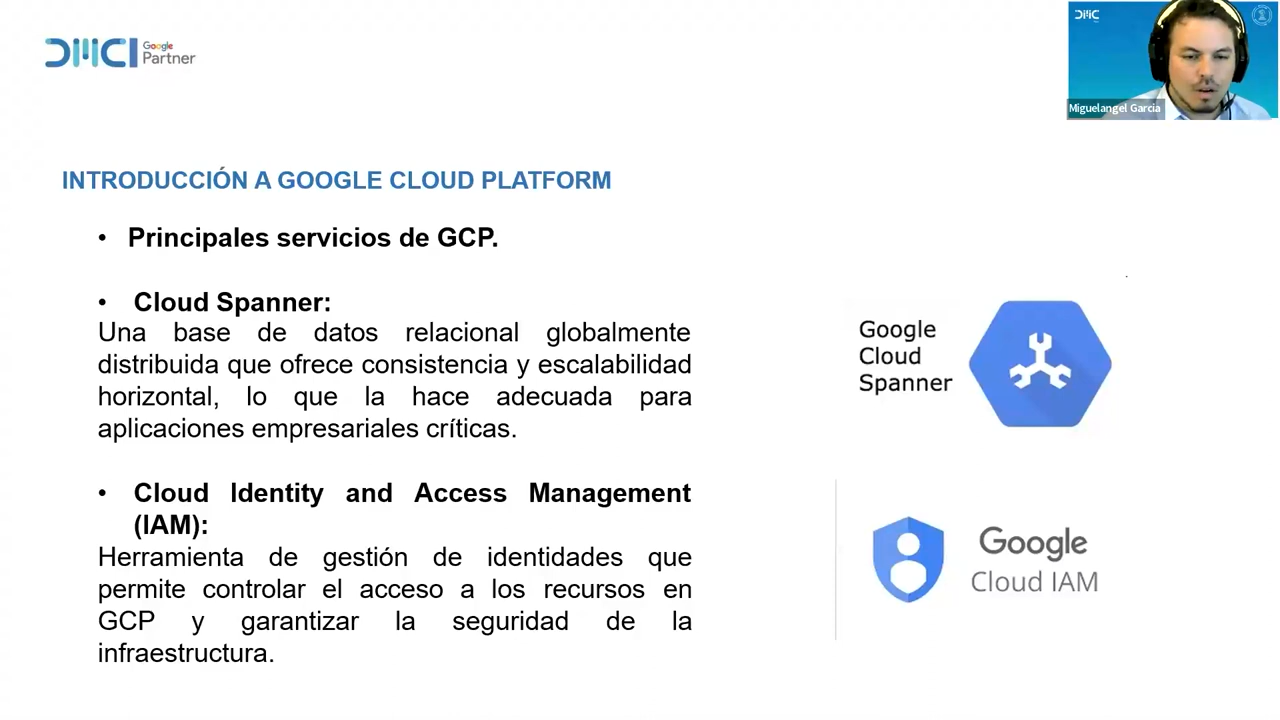 DMC
Google
Partner
DMC
Miguelangel Garcia
INTRODUCCIÓN A GOOGLE CLOUD PLATFORM
• Principales servicios de GCP.
• Cloud Spanner:
Una base de datos relacional globalmente
distribuida que ofrece consistencia y escalabilidad
horizontal, lo que la hace adecuada para
aplicaciones empresariales críticas.
• Cloud Identity and Access Management
(IAM):
Herramienta de gestión de identidades que
permite controlar el acceso a los recursos en
GCP y garantizar la seguridad de la
infraestructura.
Google
Cloud
Spanner
Google
Cloud IAM